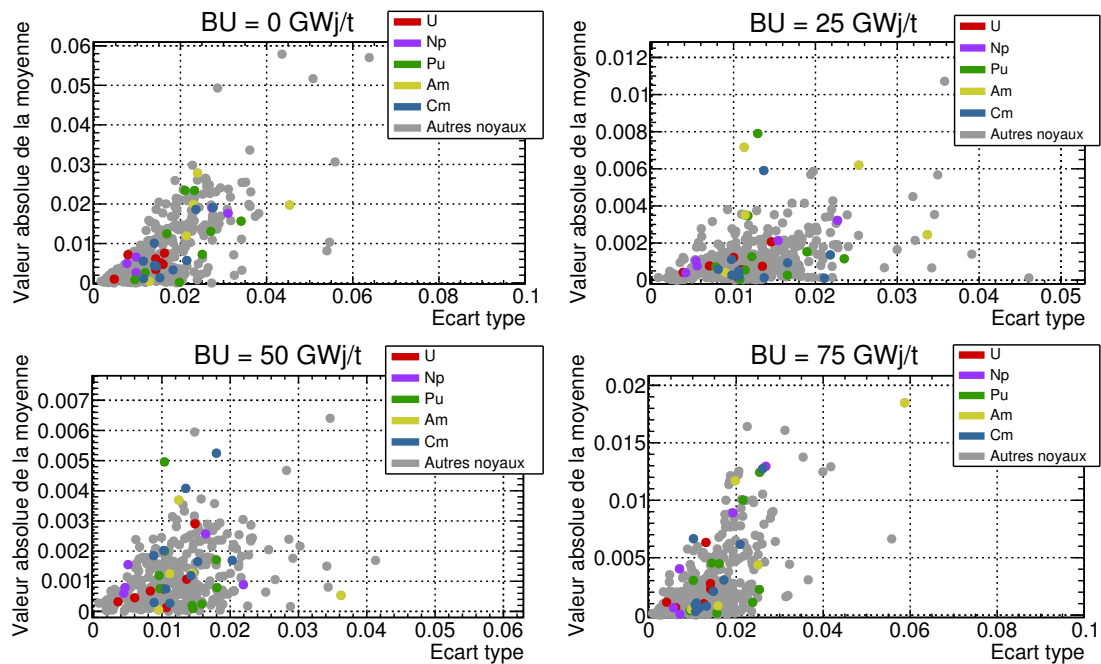 BU = 0 GWj/t
Valeur absolue de la moyenne
0.06
0.05
0.04
0.03
0.02
0.01
0
0 0.02 0.04 0.06 0.08 0.1
Ecart type
U
Np
Pu
Am
Cm
Autres noyaux
BU = 25 GWj/t
Valeur absolue de la moyenne
0.012
0.01
0.008
0.006
0.004
0.002
0
0 0.01 0.02 0.03 0.04 0.05
Ecart type
U
Np
Pu
Am
Cm
Autres noyaux
BU = 50 GWj/t
Valeur absolue de la moyenne
0.007
0.006
0.005
0.004
0.003
0.002
0.001
0
0 0.01 0.02 0.03 0.04 0.05 0.06
Ecart type
U
Np
Pu
Am
Cm
Autres noyaux
BU = 75 GWj/t
Valeur absolue de la moyenne
0.02
0.015
0.01
0.005
0
0 0.02 0.04 0.06 0.08 0.1
Ecart type
U
Np
Pu
Am
Cm
Autres noyaux